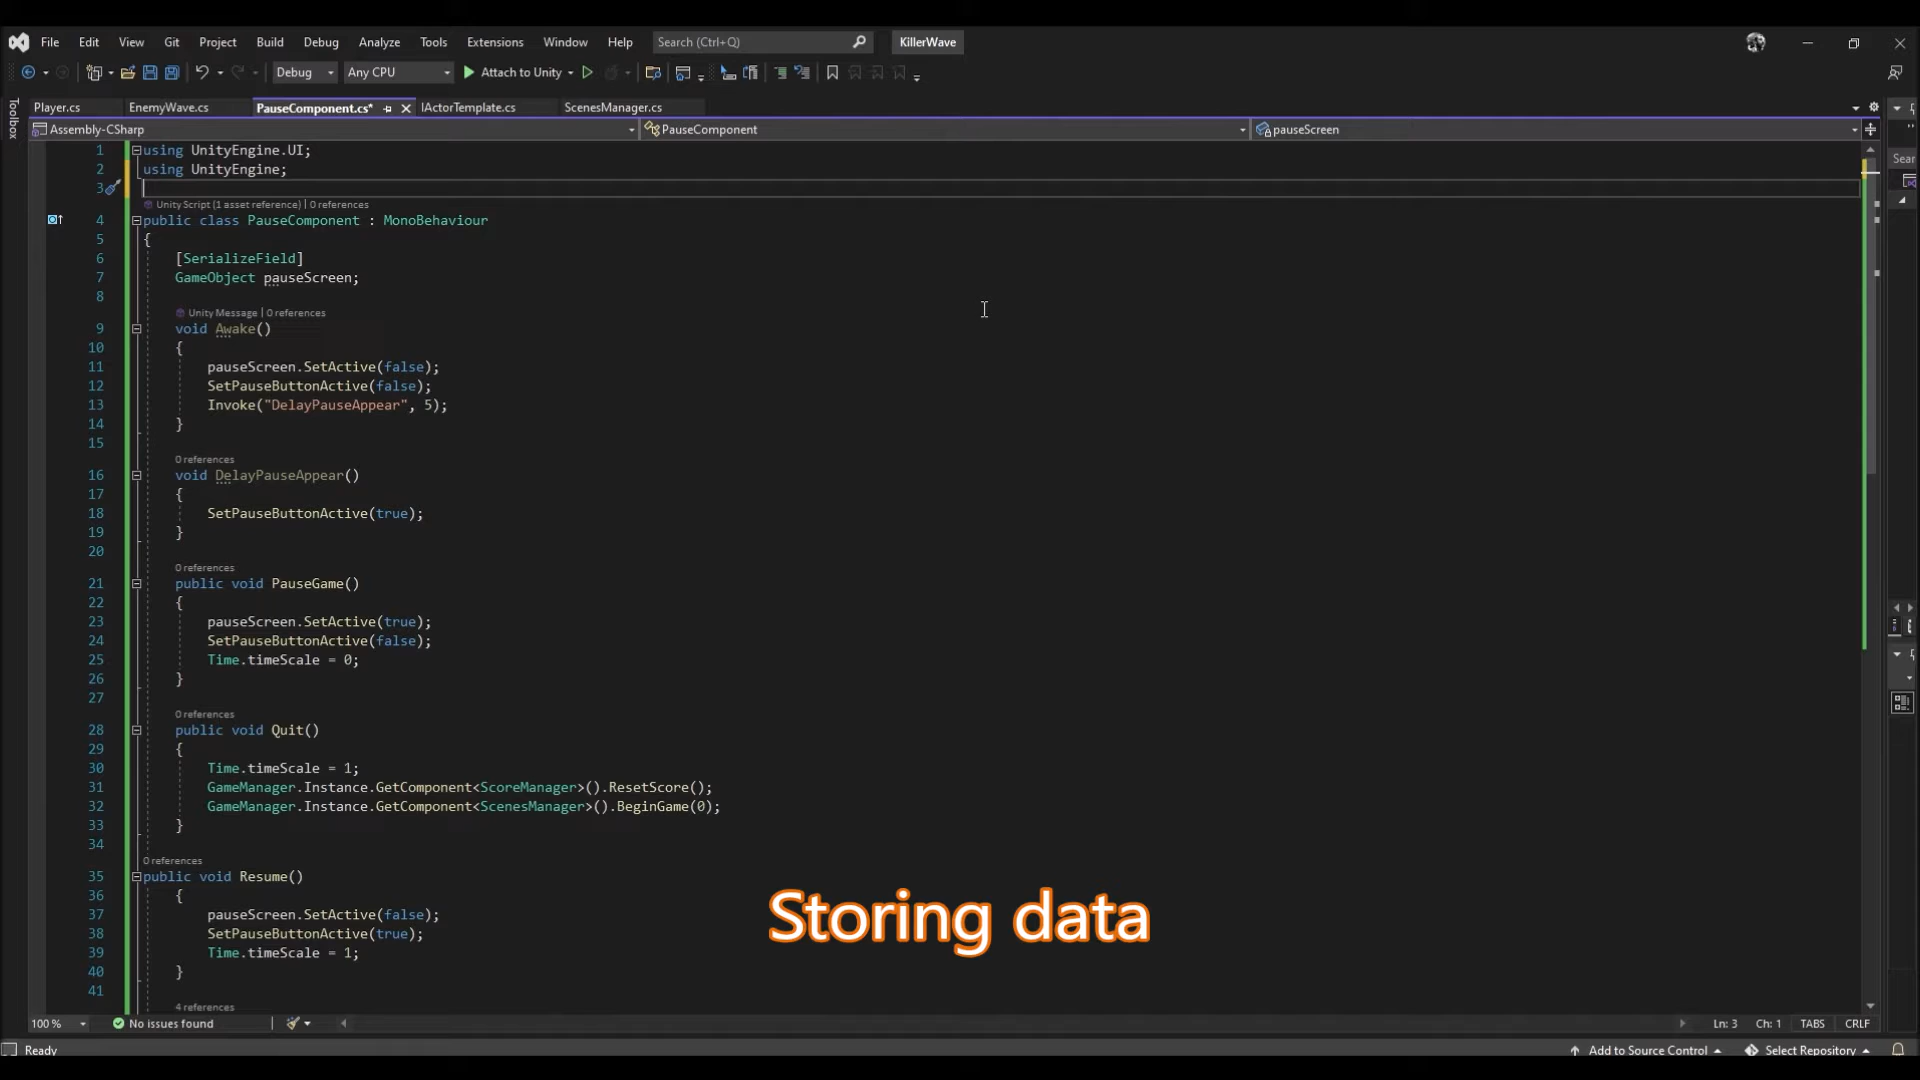 File Edit View Git Project Build Debug Analyze Tools Extensions Window Help Search (Ctrl+Q) KillerWave
Debug Any CPU Attach to Unity
Player.cs EnemyWave.cs PauseComponent.cs* IActorTemplate.cs ScenesManager.cs
Toolbox
Assembly-CSharp PauseComponent pauseScreen
Sear
1 using UnityEngine.UI;
2 using UnityEngine;
3
Unity Script (1 asset reference) | 0 references
4 public class PauseComponent : MonoBehaviour
5 {
6 [SerializeField]
7 GameObject pauseScreen;
8
Unity Message | 0 references
9 void Awake()
10 {
11 pauseScreen.SetActive(false);
12 SetPauseButtonActive(false);
13 Invoke("DelayPauseAppear", 5);
14 }
15
0 references
16 void DelayPauseAppear()
17 {
18 SetPauseButtonActive(true);
19 }
20
0 references
21 public void PauseGame()
22 {
23 pauseScreen.SetActive(true);
24 SetPauseButtonActive(false);
25 Time.timeScale = 0;
26 }
27
0 references
28 public void Quit()
29 {
30 Time.timeScale = 1;
31 GameManager.Instance.GetComponent<ScoreManager>().ResetScore();
32 GameManager.Instance.GetComponent<ScenesManager>().BeginGame(0);
33 }
34
0 references
35 public void Resume()
36 {
37 pauseScreen.SetActive(false);
38 SetPauseButtonActive(true);
39 Time.timeScale = 1;
40 }
41
4 references
Storing data
100 % No issues found Ln: 3 Ch: 1 TABS CRLF
Ready Add to Source Control Select Repository